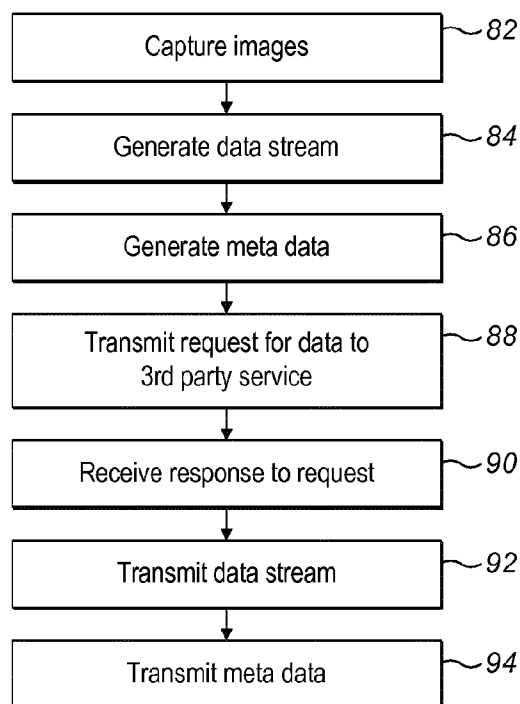 Capture images
82
Generate data stream
84
Generate meta data
86
Transmit request for data to
3rd party service
88
Receive response to request
90
Transmit data stream
92
Transmit meta data
94